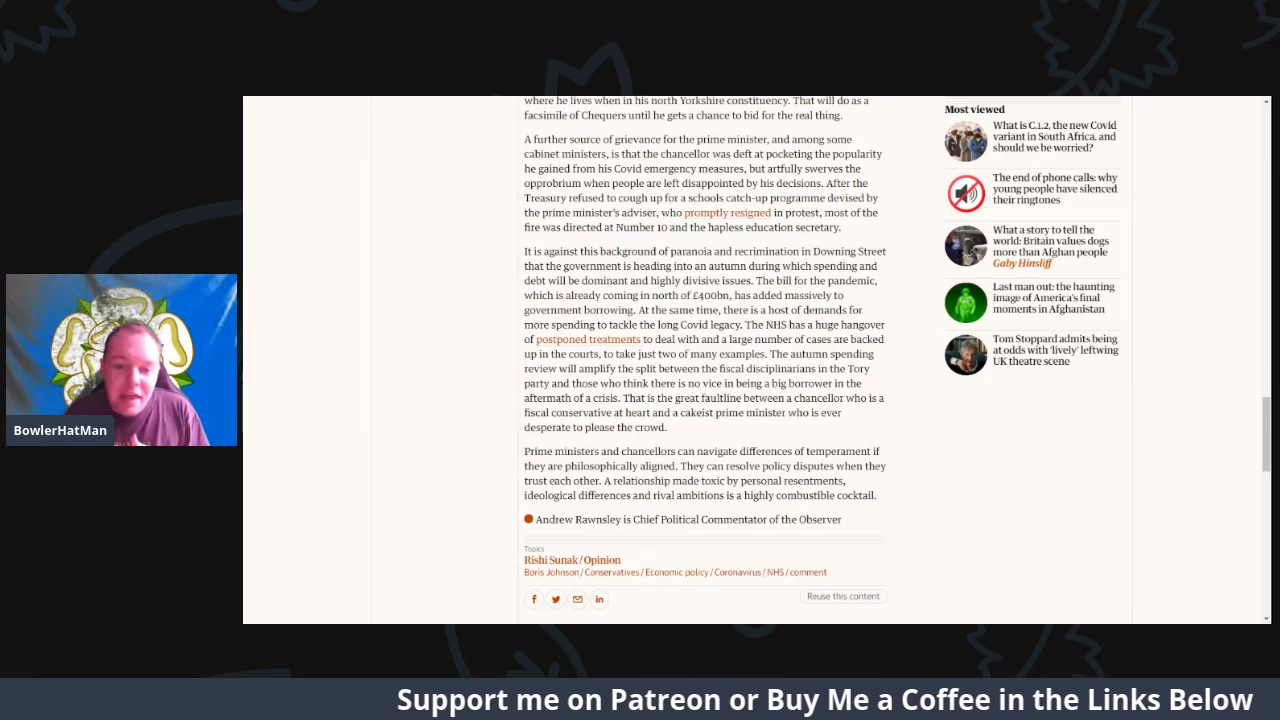 where he lives when in his north Yorkshire constituency. That will do as a
facsimile of Chequers until he gets a chance to bid for the real thing.
A further source of grievance for the prime minister, and among some
cabinet ministers, is that the chancellor was deft at pocketing the popularity
he gained from his Covid emergency measures, but artfully swerves the
opprobrium when people are left disappointed by his decisions. After the
Treasury refused to cough up for a schools catch-up programme devised by
the prime minister's adviser, who promptly resigned in protest, most of the
fire was directed at Number 10 and the hapless education secretary.
It is against this background of paranoia and recrimination in Downing Street
that the government is heading into an autumn during which spending and
debt will be dominant and highly divisive issues. The bill for the pandemic,
which is already coming in north of £400bn, has added massively to
government borrowing. At the same time, there is a host of demands for
more spending to tackle the long Covid legacy. The NHS has a huge hangover
of postponed treatments to deal with and a large number of cases are backed
up in the courts, to take just two of many examples. The autumn spending
review will amplify the split between the fiscal disciplinarians in the Tory
party and those who think there is no vice in being a big borrower in the
aftermath of a crisis. That is the great faultline between a chancellor who is a
fiscal conservative at heart and a cakeist prime minister who is ever
desperate to please the crowd.
Prime ministers and chancellors can navigate differences of temperament if
they are philosophically aligned. They can resolve policy disputes when they
trust each other. A relationship made toxic by personal resentments,
ideological differences and rival ambitions is a highly combustible cocktail.
Andrew Rawnsley is Chief Political Commentator of the Observer
Topics
Rishi Sunak / Opinion
Boris Johnson / Conservatives / Economic policy / Coronavirus / NHS / comment
Reuse this content
Most viewed
What is C.1.2, the new Covid
variant in South Africa, and
should we be worried?
The end of phone calls: why
young people have silenced
their ringtones
What a story to tell the
world: Britain values dogs
more than Afghan people
Gaby Hinsliff
Last man out: the haunting
image of America's final
moments in Afghanistan
Tom Stoppard admits being
at odds with 'lively' leftwing
UK theatre scene
BowlerHatMan
Support me on Patreon or Buy Me a Coffee in the Links Below